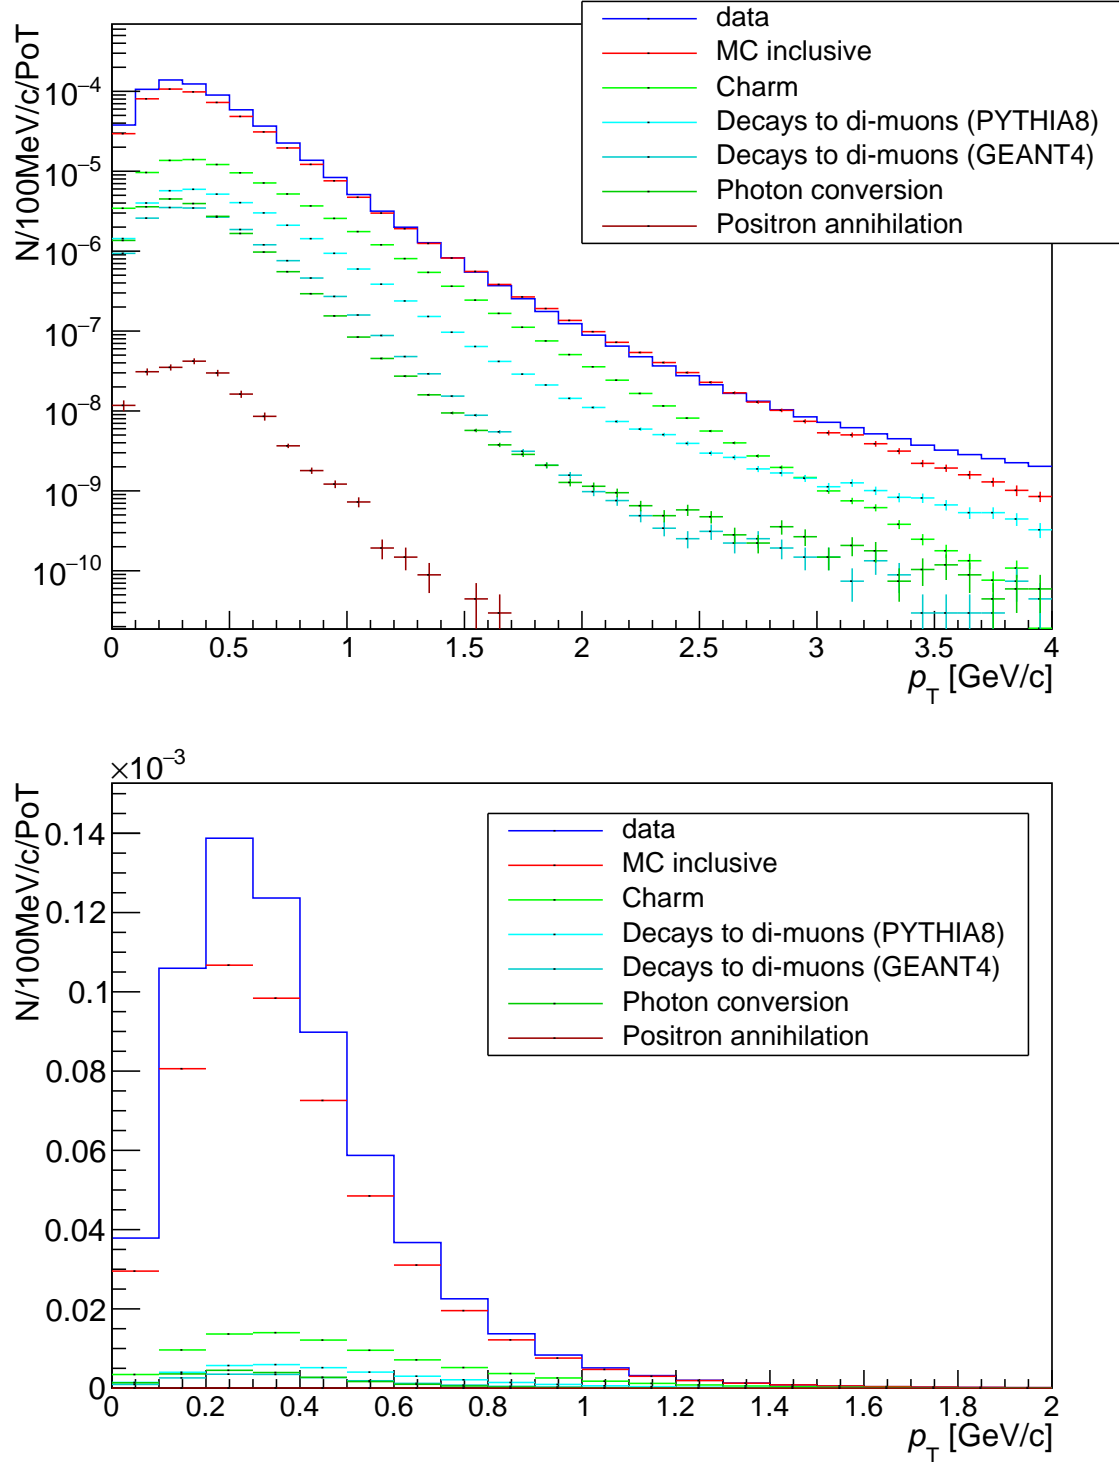 N/100MeV/c/PoT
data
MC inclusive
Charm
Decays to di-muons (PYTHIA8)
Decays to di-muons (GEANT4)
Photon conversion
Positron annihilation
10⁻⁴
10⁻⁵
10⁻⁶
10⁻⁷
10⁻⁸
10⁻⁹
10⁻¹⁰
0 0.5 1 1.5 2 2.5 3 3.5 4
p_T [GeV/c]
×10⁻³
N/100MeV/c/PoT
data
MC inclusive
Charm
Decays to di-muons (PYTHIA8)
Decays to di-muons (GEANT4)
Photon conversion
Positron annihilation
0.14
0.12
0.1
0.08
0.06
0.04
0.02
0
0 0.2 0.4 0.6 0.8 1 1.2 1.4 1.6 1.8 2
p_T [GeV/c]